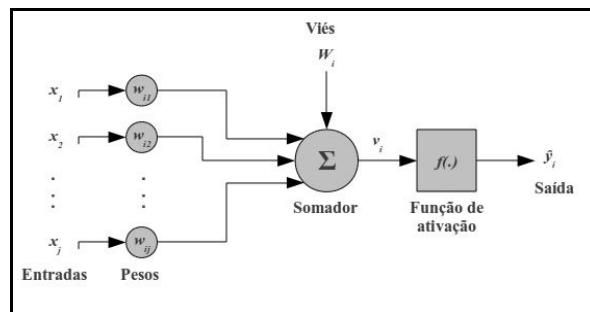 Viés
W_i
x_1
w_i1
x_2
w_i2
Σ
v_i
f(.)
ŷ_i
Saída
Somador
Função de
ativação
x_j
w_ij
Entradas
Pesos